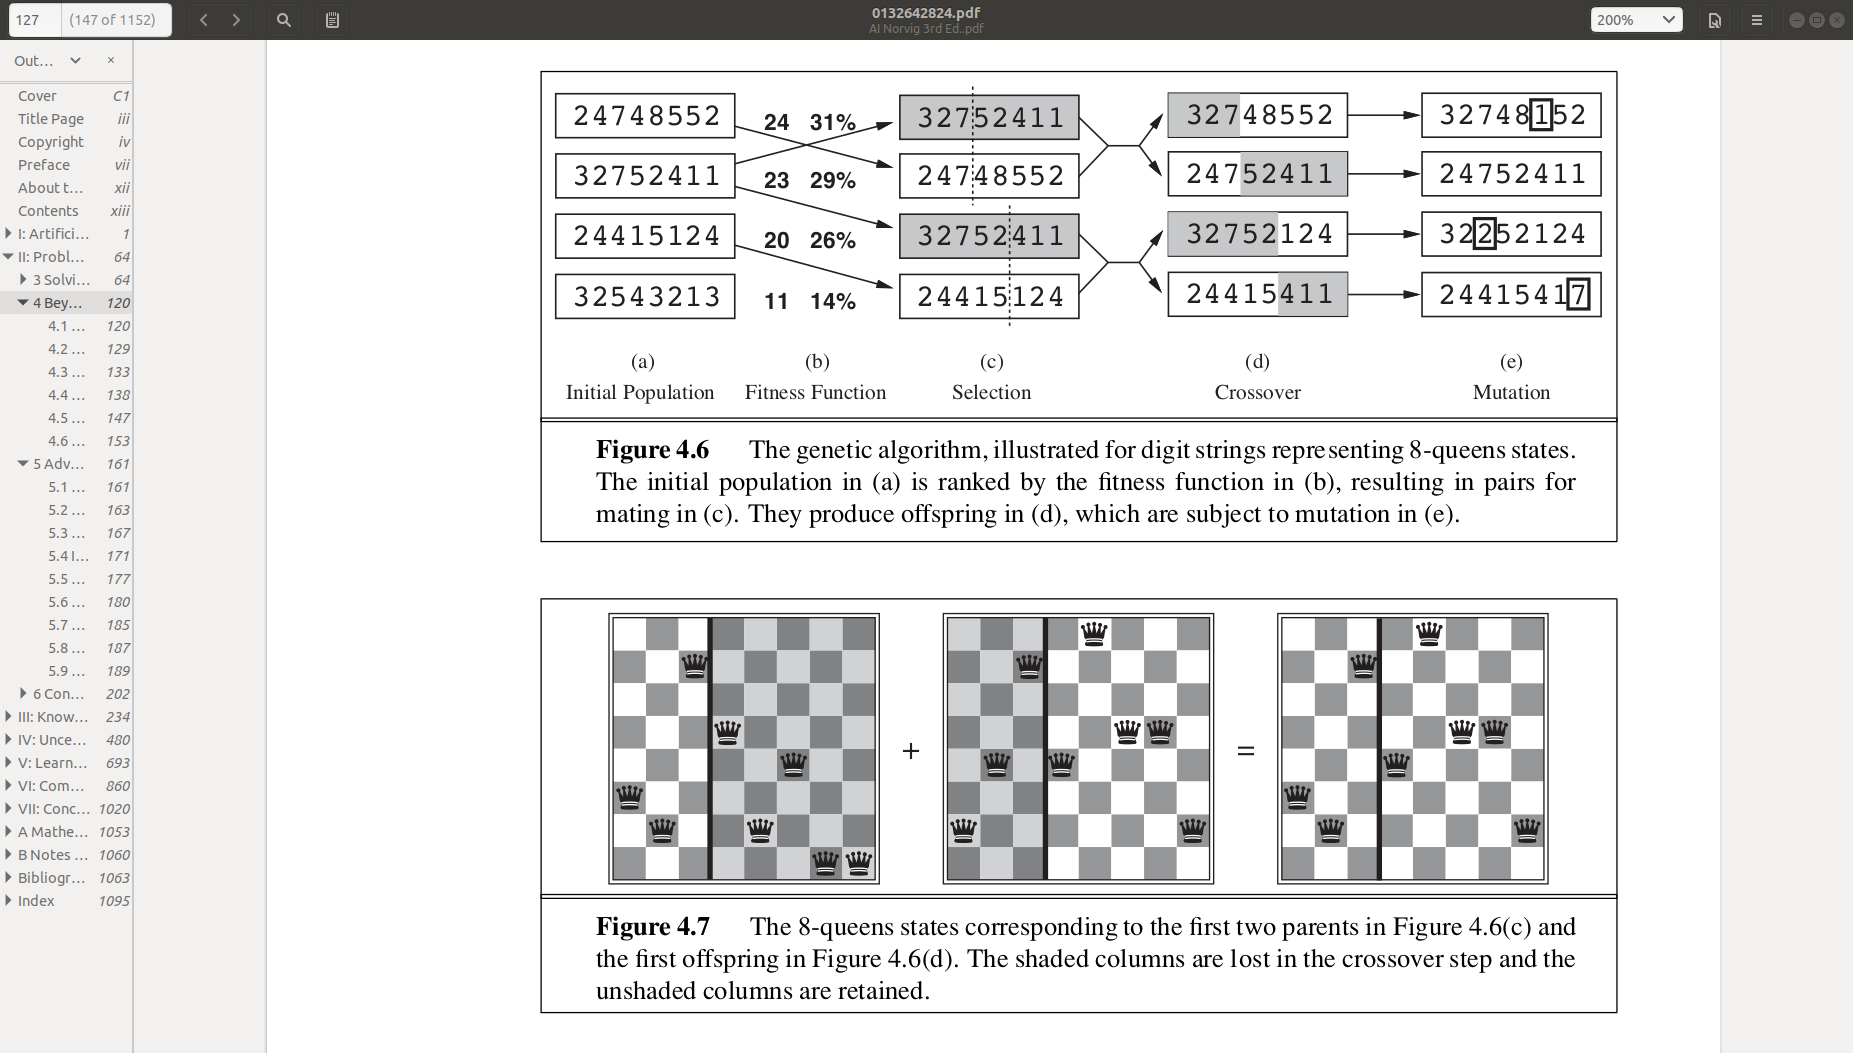 127 (147 of 1152)
0132642824.pdf
AI Norvig 3rd Ed..pdf
200%
Out...
Cover C1
Title Page iii
Copyright iv
Preface vii
About t... xii
Contents xiii
I: Artifici... 1
II: Probl... 64
3 Solvi... 64
4 Bey... 120
4.1 ... 120
4.2 ... 129
4.3 ... 133
4.4 ... 138
4.5 ... 147
4.6 ... 153
5 Adv... 161
5.1 ... 161
5.2 ... 163
5.3 ... 167
5.4 I... 171
5.5 ... 177
5.6 ... 180
5.7 ... 185
5.8 ... 187
5.9 ... 189
6 Con... 202
III: Know... 234
IV: Unce... 480
V: Learn... 693
VI: Com... 860
VII: Conc... 1020
A Mathe... 1053
B Notes ... 1060
Bibliogr... 1063
Index 1095
24748552 24 31% 32752411 32748552 32748152
32752411 23 29% 24748552 24752411 24752411
24415124 20 26% 32752411 32752124 32252124
32543213 11 14% 24415124 24415411 24415417
(a) (b) (c) (d) (e)
Initial Population Fitness Function Selection Crossover Mutation
Figure 4.6 The genetic algorithm, illustrated for digit strings representing 8-queens states.
The initial population in (a) is ranked by the fitness function in (b), resulting in pairs for
mating in (c). They produce offspring in (d), which are subject to mutation in (e).
+ =
Figure 4.7 The 8-queens states corresponding to the first two parents in Figure 4.6(c) and
the first offspring in Figure 4.6(d). The shaded columns are lost in the crossover step and the
unshaded columns are retained.